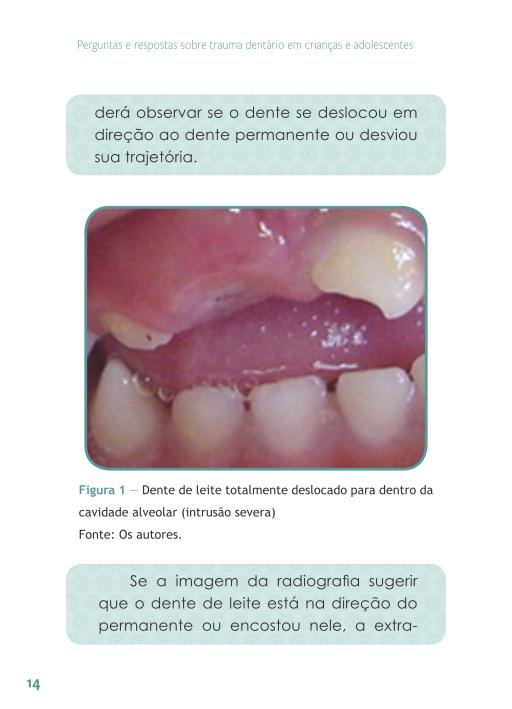 Perguntas e respostas sobre trauma dentário em crianças e adolescentes
derá observar se o dente se deslocou em
direção ao dente permanente ou desviou
sua trajetória.
Figura 1 — Dente de leite totalmente deslocado para dentro da
cavidade alveolar (intrusão severa)
Fonte: Os autores.
Se a imagem da radiografia sugerir
que o dente de leite está na direção do
permanente ou encostou nele, a extra-
14